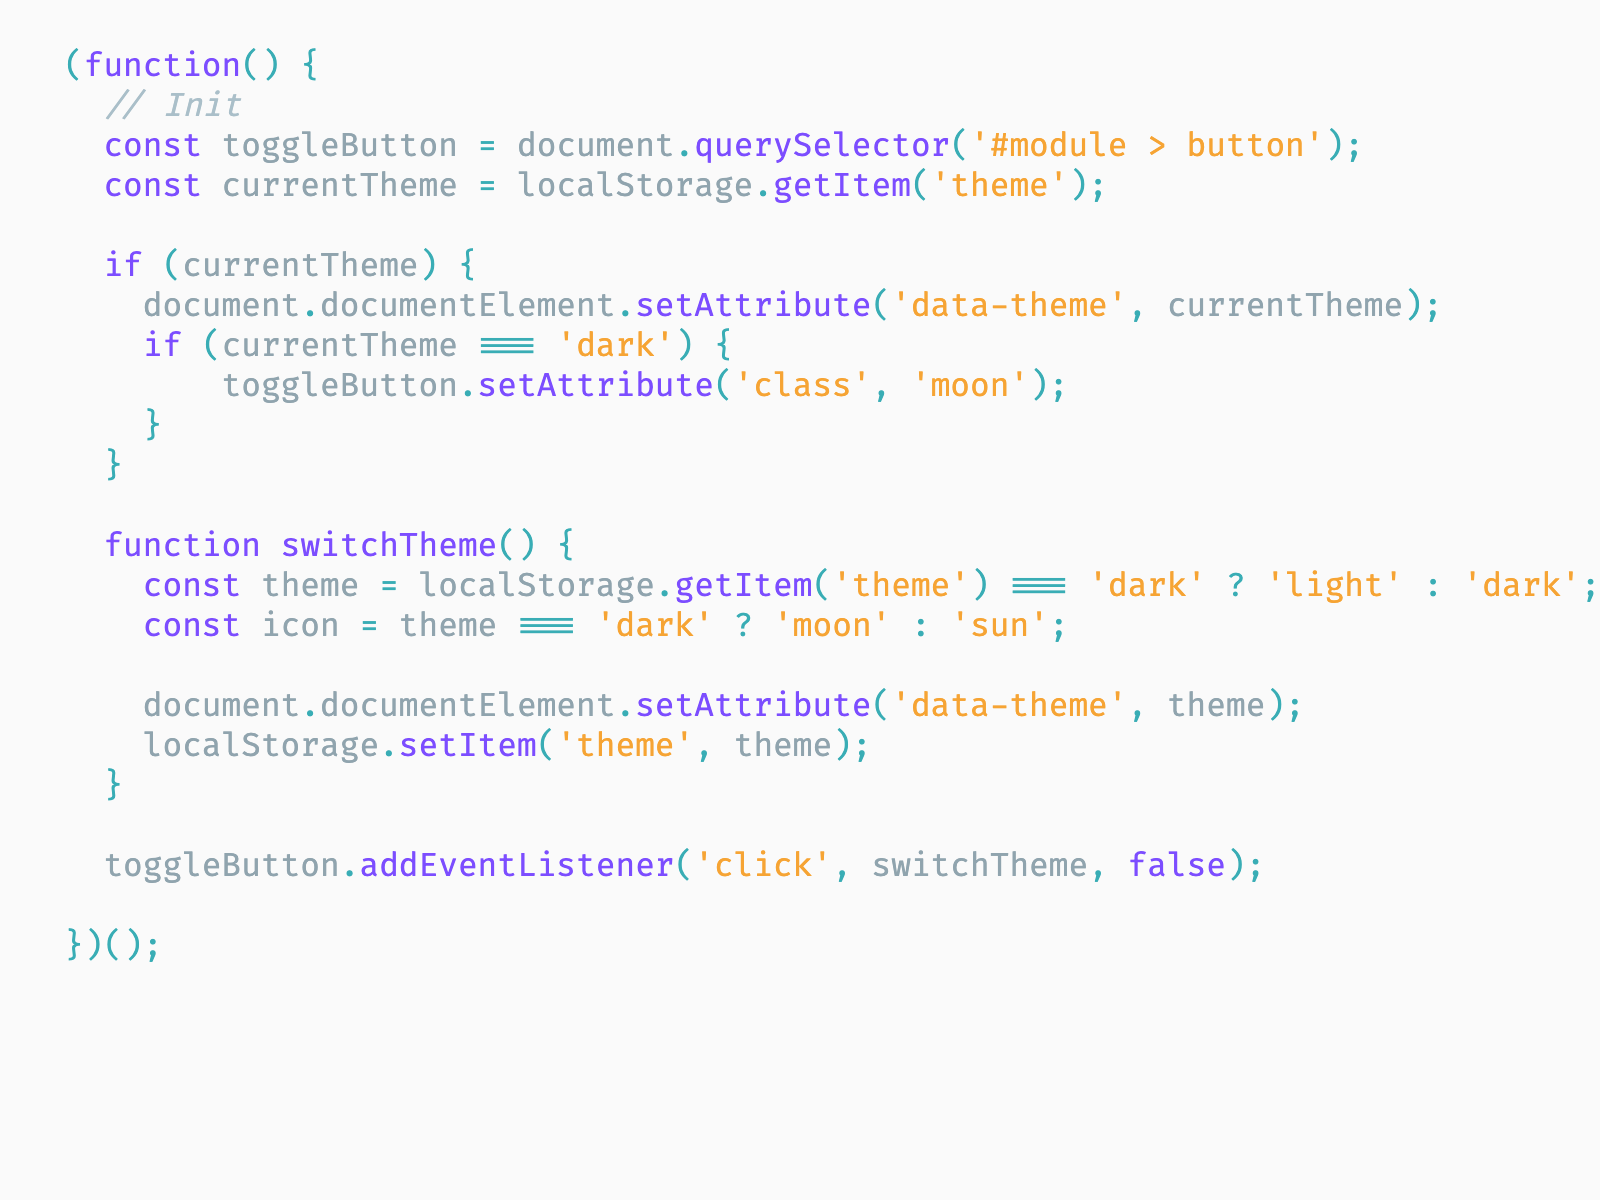 (function() {
  // Init
  const toggleButton = document.querySelector('#module > button');
  const currentTheme = localStorage.getItem('theme');

  if (currentTheme) {
    document.documentElement.setAttribute('data-theme', currentTheme);
    if (currentTheme === 'dark') {
        toggleButton.setAttribute('class', 'moon');
    }
  }

  function switchTheme() {
    const theme = localStorage.getItem('theme') === 'dark' ? 'light' : 'dark';
    const icon = theme === 'dark' ? 'moon' : 'sun';

    document.documentElement.setAttribute('data-theme', theme);
    localStorage.setItem('theme', theme);
  }

  toggleButton.addEventListener('click', switchTheme, false);

})();